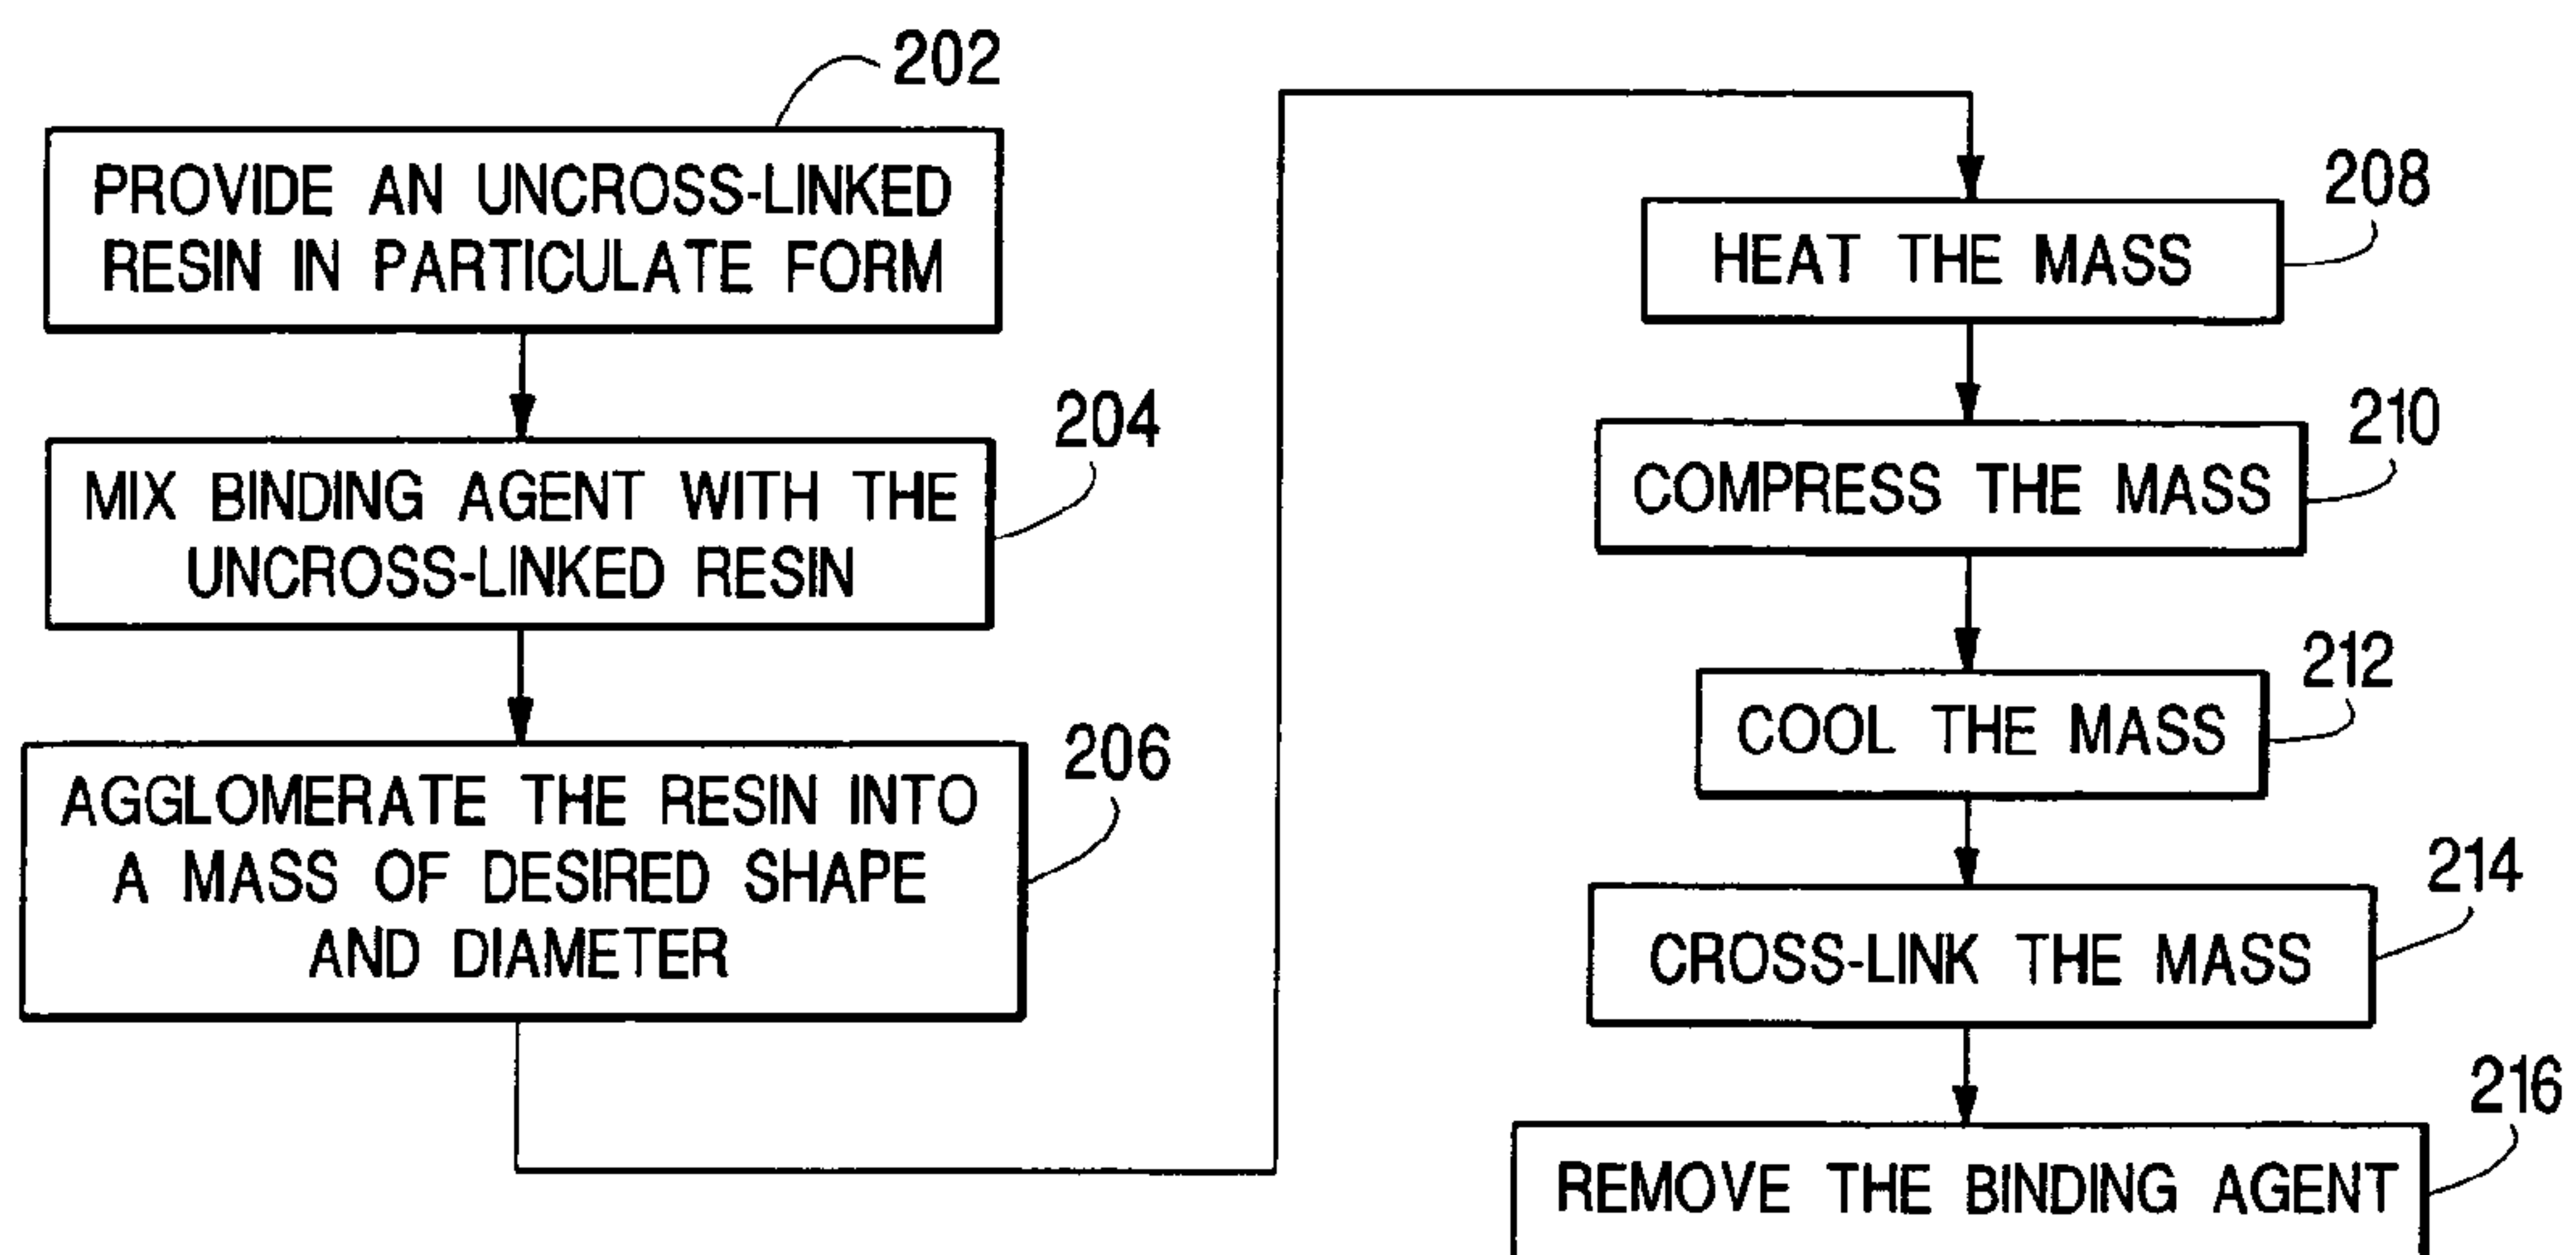 202
PROVIDE AN UNCROSS-LINKED
RESIN IN PARTICULATE FORM
204
MIX BINDING AGENT WITH THE
UNCROSS-LINKED RESIN
206
AGGLOMERATE THE RESIN INTO
A MASS OF DESIRED SHAPE
AND DIAMETER
208
HEAT THE MASS
210
COMPRESS THE MASS
212
COOL THE MASS
214
CROSS-LINK THE MASS
216
REMOVE THE BINDING AGENT